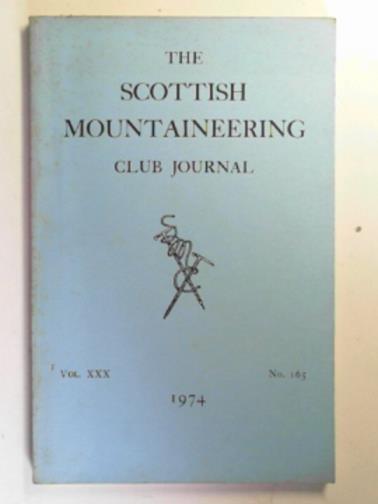 THE
SCOTTISH
MOUNTAINEERING
CLUB JOURNAL
VOL. XXX No. 165
1974